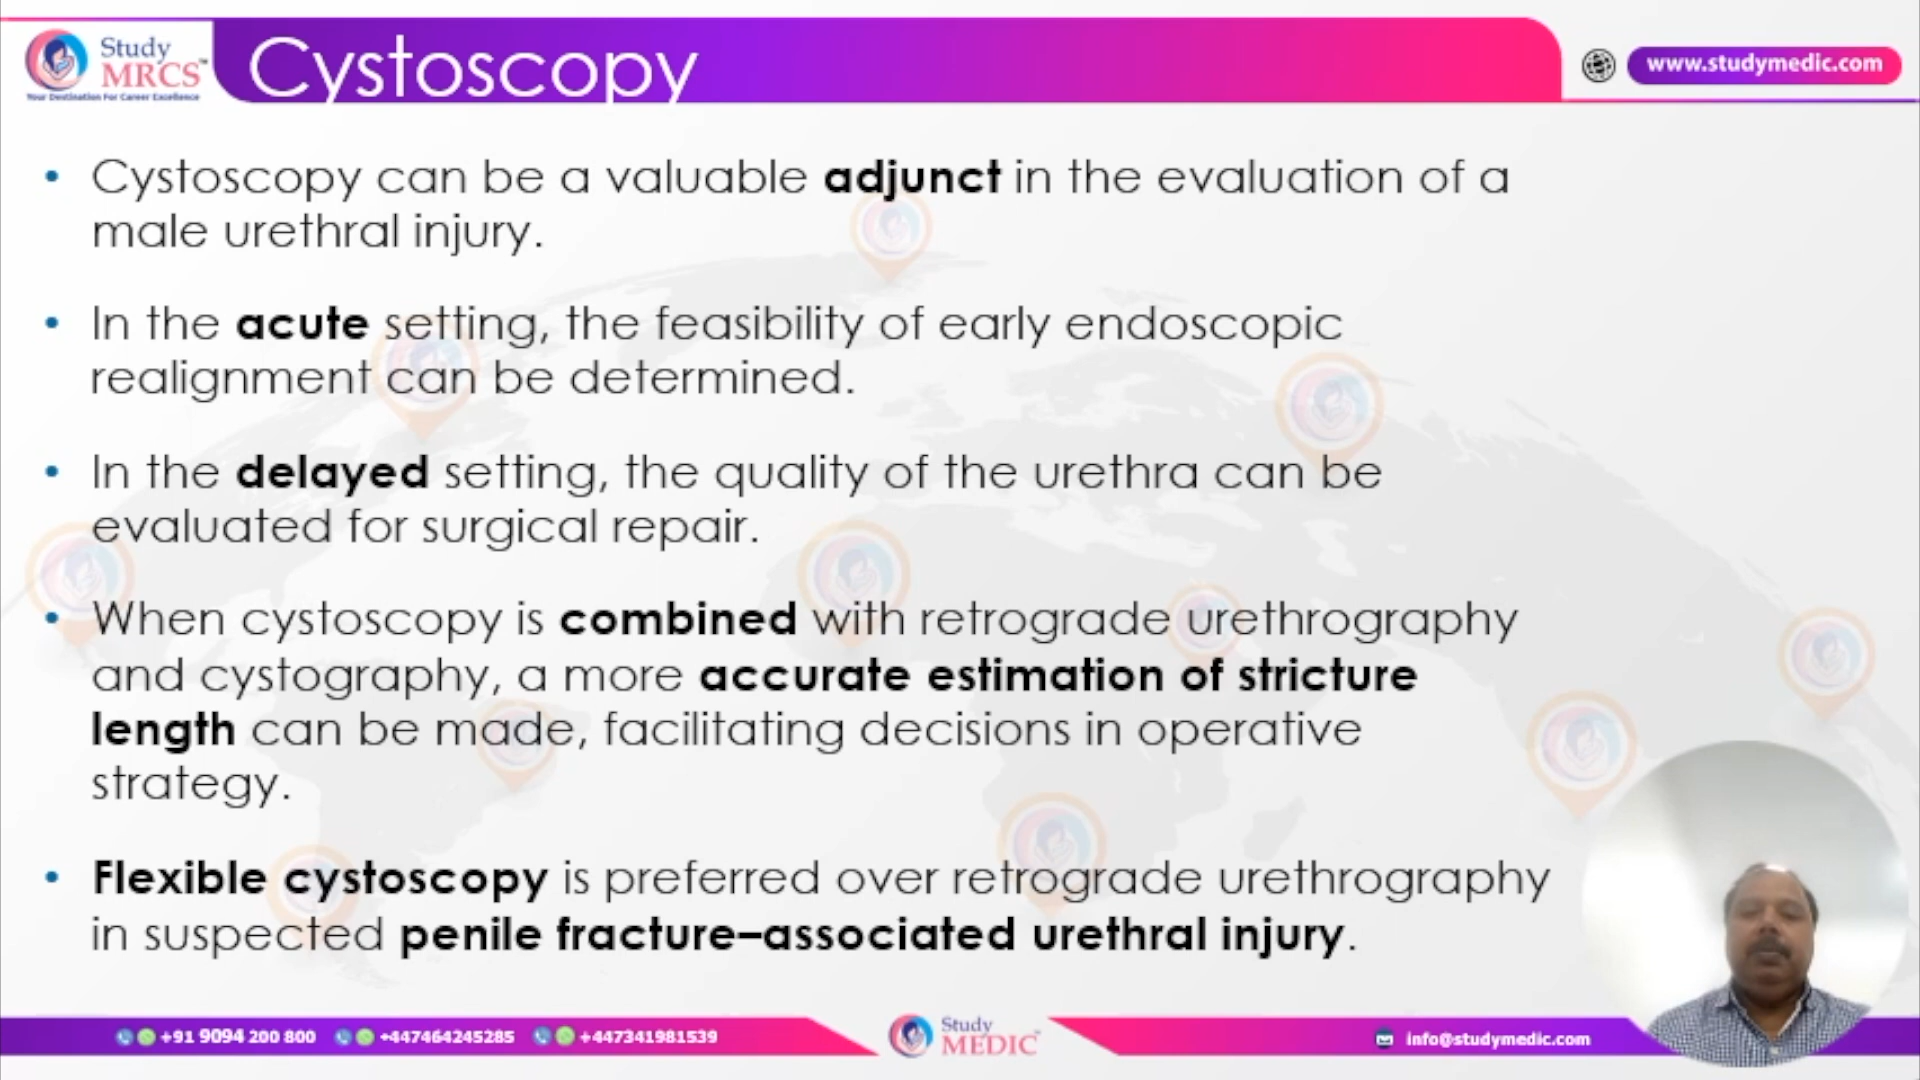 Study
MRCS™
Your Destination For Career Excellence
Cystoscopy
www.studymedic.com
• Cystoscopy can be a valuable adjunct in the evaluation of a
male urethral injury.
• In the acute setting, the feasibility of early endoscopic
realignment can be determined.
• In the delayed setting, the quality of the urethra can be
evaluated for surgical repair.
• When cystoscopy is combined with retrograde urethrography
and cystography, a more accurate estimation of stricture
length can be made, facilitating decisions in operative
strategy.
• Flexible cystoscopy is preferred over retrograde urethrography
in suspected penile fracture–associated urethral injury.
+91 9094 200 800 +447464245285 +447341981539
Study
MEDIC™
info@studymedic.com